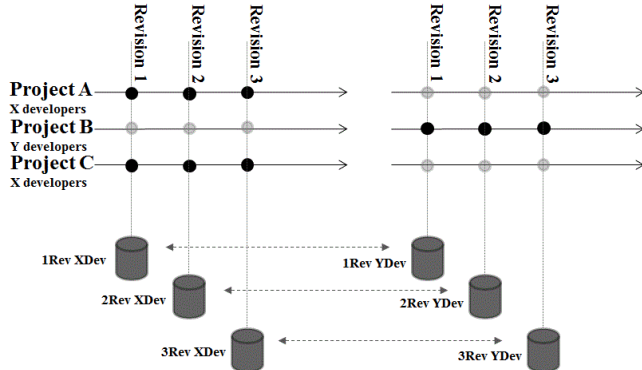 Revision 1
Revision 2
Revision 3
Revision 1
Revision 2
Revision 3
Project A
X developers
Project B
Y developers
Project C
X developers
1Rev XDev
1Rev YDev
2Rev XDev
2Rev YDev
3Rev XDev
3Rev YDev